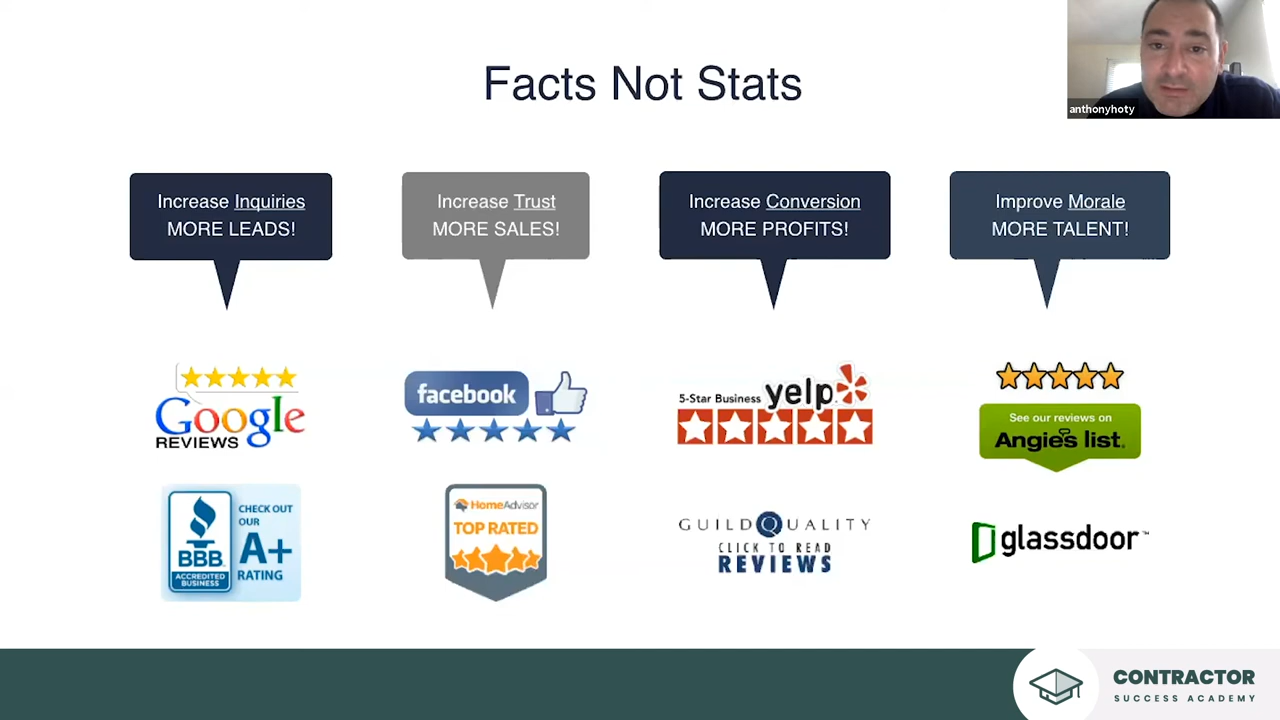 Facts Not Stats
anthonyhoty
Increase Inquiries
MORE LEADS!
Increase Trust
MORE SALES!
Increase Conversion
MORE PROFITS!
Improve Morale
MORE TALENT!
Google
REVIEWS
facebook
5-Star Business yelp
See our reviews on
Angie's list
BBB
ACCREDITED
BUSINESS
CHECK OUT
OUR
A+
RATING
HomeAdvisor
TOP RATED
GUILDQUALITY
CLICK TO READ
REVIEWS
glassdoor™
CONTRACTOR
SUCCESS ACADEMY